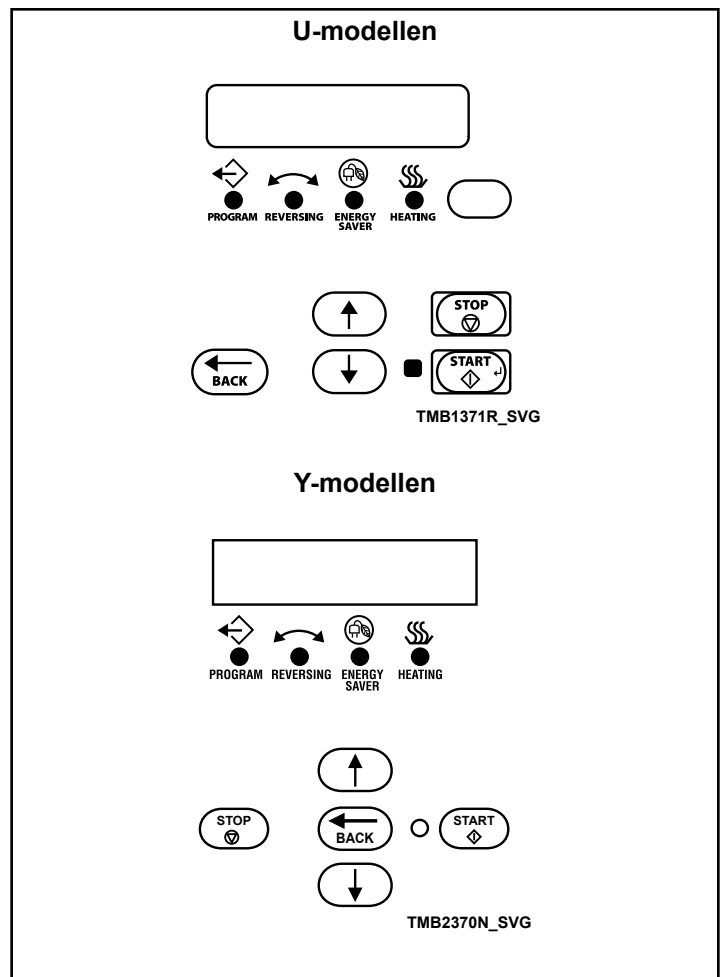 U-modellen
PROGRAM REVERSING ENERGY SAVER HEATING
STOP
BACK
START
TMB1371R_SVG
Y-modellen
PROGRAM REVERSING ENERGY SAVER HEATING
STOP
BACK
START
TMB2370N_SVG